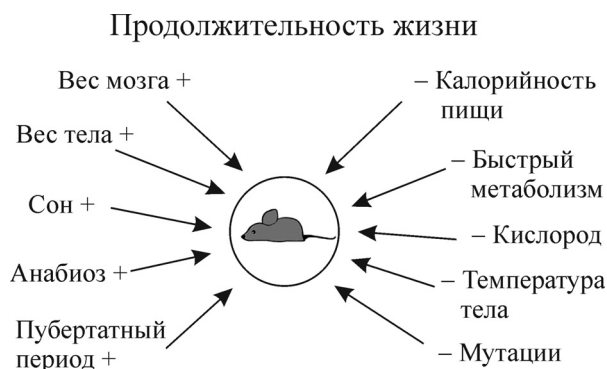 Продолжительность жизни
Вес мозга +
Вес тела +
Сон +
Анабиоз +
Пубертатный
период +
– Калорийность
пищи
– Быстрый
метаболизм
– Кислород
– Температура
тела
– Мутации